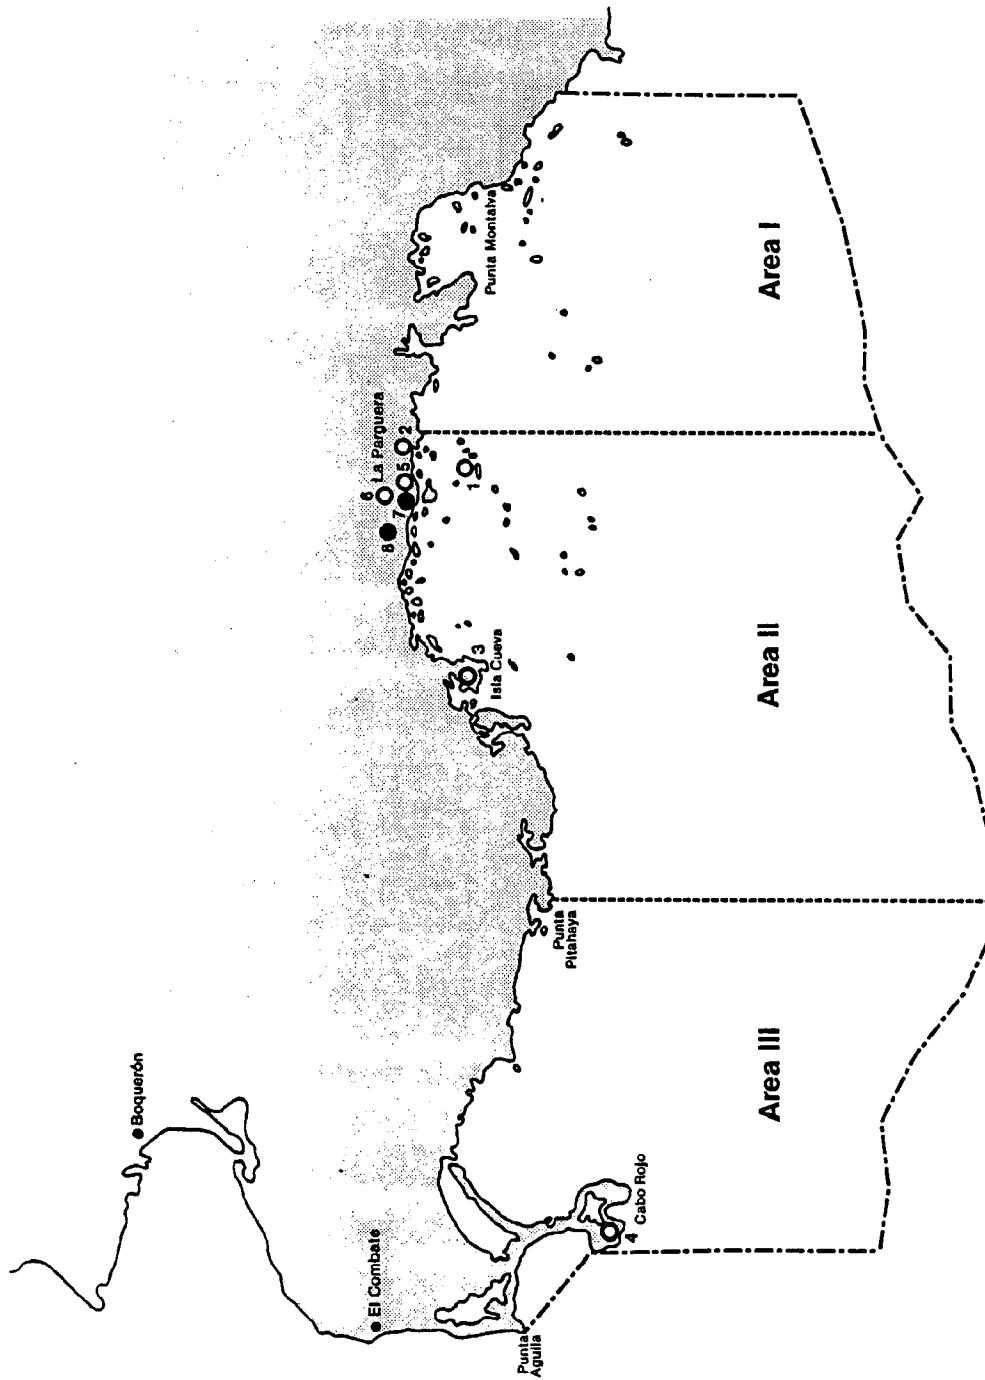 Boquerón
El Combate
Punta
Aguila
4
Cabo Rojo
Area III
Punta
Pitahaya
Isla Cueva
3
Area II
8
7
6
5
La Parguera
2
1
Punta Montalva
Area I